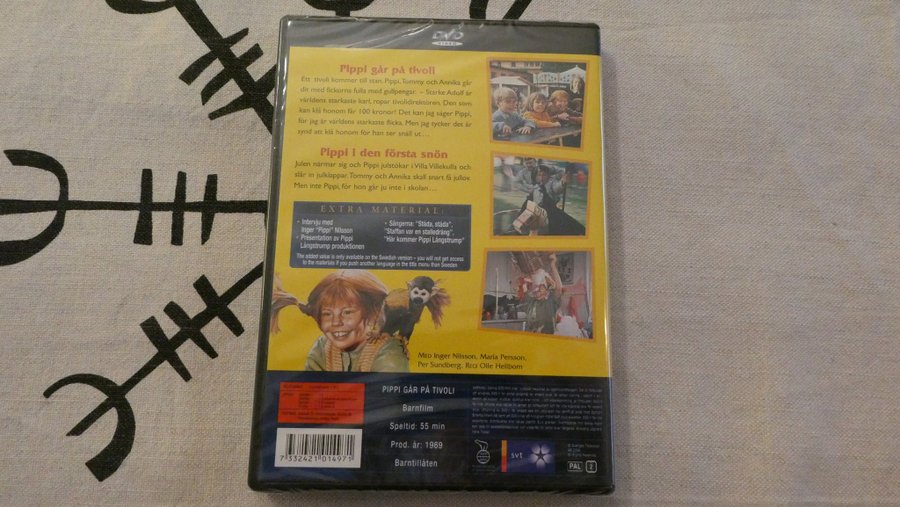 DVD
VIDEO
Pippi går på tivoli
Ett tivoli kommer till stan. Pippi, Tommy och Annika går
dit med fickorna fulla med gullpengar. – Starke Adolf är
världens starkaste karl, ropar tivolidirektören. Den som
kan klå honom får 100 kronor! Det kan jag säger Pippi,
för jag är världens starkaste flicka. Men jag tycker det är
synd att klå honom för han ser snäll ut…
Pippi i den första snön
Julen närmar sig och Pippi julstökar i Villa Villekulla och
slår in julklappar. Tommy och Annika skall snart få jullov.
Men inte Pippi, för hon går ju inte i skolan…
EXTRA MATERIAL:
• Intervju med
Inger "Pippi" Nilsson
• Presentation av Pippi
Långstrump produktionen
• Sångerna: "Städa, städa",
"Staffan var en stalledräng",
"Här kommer Pippi Långstrump"
The added value is only available on the Swedish version – you will not get access
to the materials if you push another language in the title menu than Sweden
Med Inger Nilsson, Maria Persson,
Per Sundberg. Regi Olle Hellbom
PIPPI GÅR PÅ TIVOLI
Barnfilm
Speltid: 55 min
Prod. år: 1969
Barntillåten
7 332421 014971
svt
PAL 2